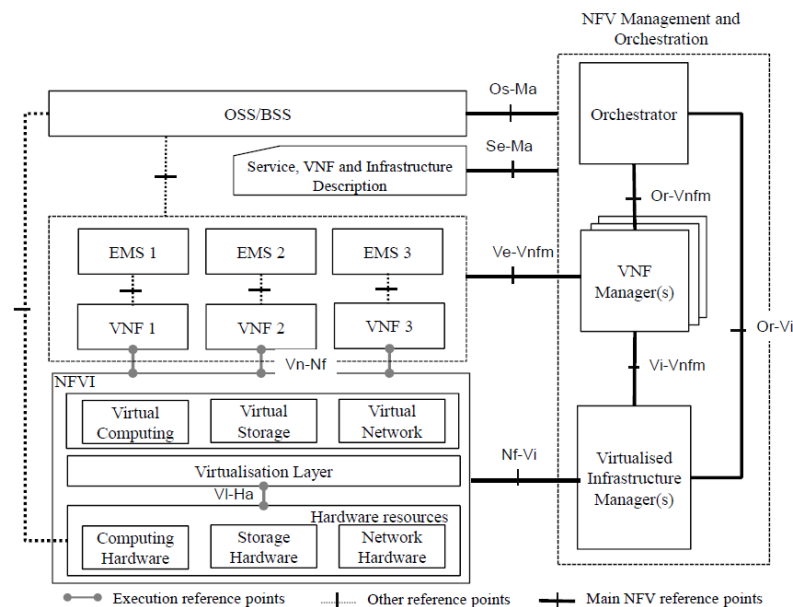 NFV Management and
Orchestration
Os-Ma
OSS/BSS
Orchestrator
Se-Ma
Service, VNF and Infrastructure
Description
Or-Vnfm
EMS 1
EMS 2
EMS 3
Ve-Vnfm
VNF
Manager(s)
VNF 1
VNF 2
VNF 3
Or-Vi
Vn-Nf
Vi-Vnfm
NFVI
Virtual
Computing
Virtual
Storage
Virtual
Network
Nf-Vi
Virtualised
Infrastructure
Manager(s)
Virtualisation Layer
Vl-Ha
Hardware resources
Computing
Hardware
Storage
Hardware
Network
Hardware
Execution reference points
Other reference points
Main NFV reference points